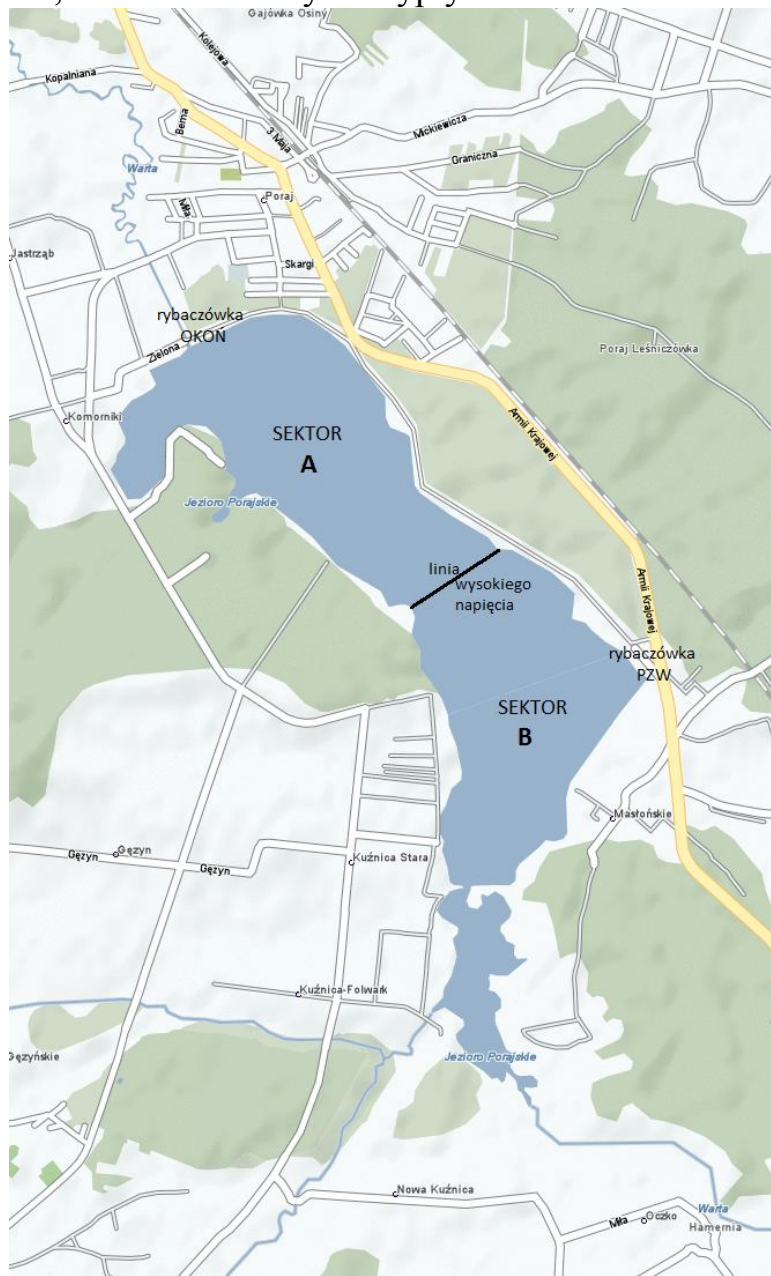 Gajówka Osiny
Kolejowa
Kopalniana
Bema
3 Maja
Mickiewicza
Graniczna
Warta
Poraj
Miła
Jastrząb
Skargi
rybaczówka
OKOŃ
Zielona
Poraj Leśniczówka
Komorniki
SEKTOR
A
Armii Krajowej
Jezioro Porajskie
linia
wysokiego
napięcia
Armii Krajowej
rybaczówka
PZW
SEKTOR
B
Masłońskie
Gęzyn
Gęzyn
Gęzyn
Kuźnica Stara
Kuźnica-Folwark
Gęzyńskie
Jezioro Porajskie
Nowa Kuźnica
Warta
Miła
Oczko
Hamernia